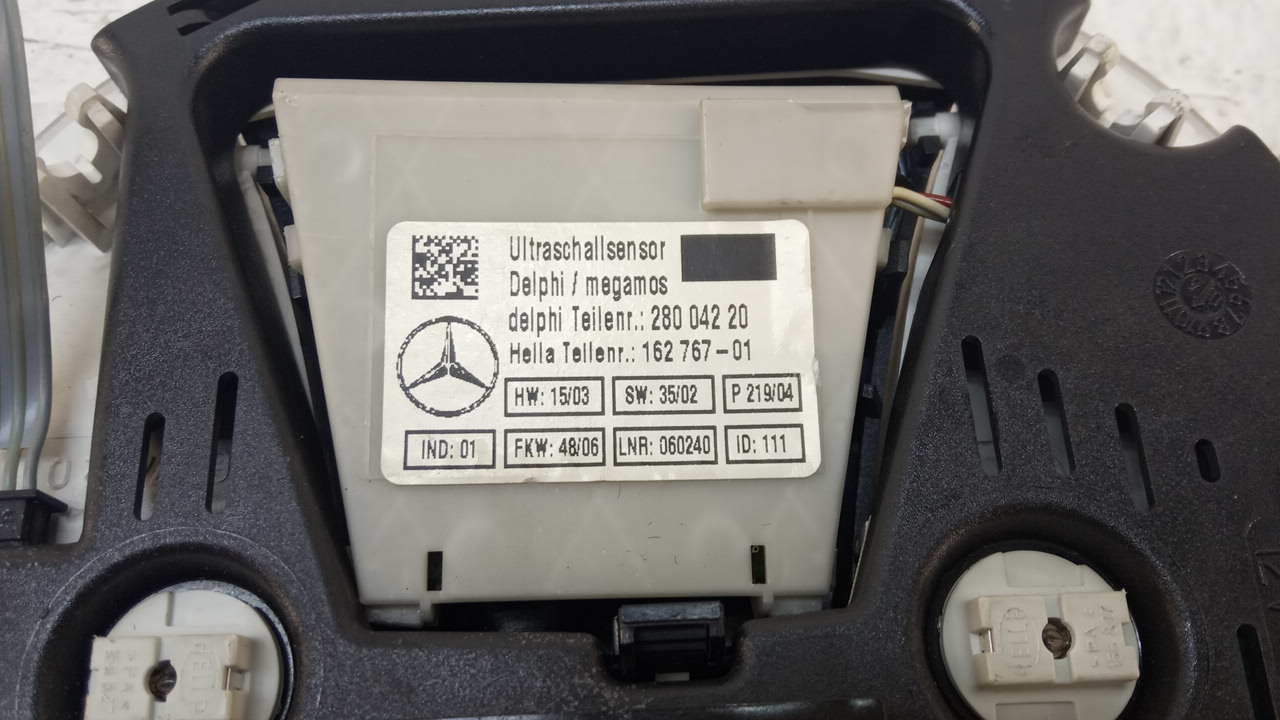 Ultraschallsensor
Delphi / megamos
delphi Teilenr.: 280 042 20
Hella Teilenr.: 162 767-01
HW: 15/03 SW: 35/02 P 219/04
IND: 01 FKW: 48/06 LNR: 060240 ID: 111